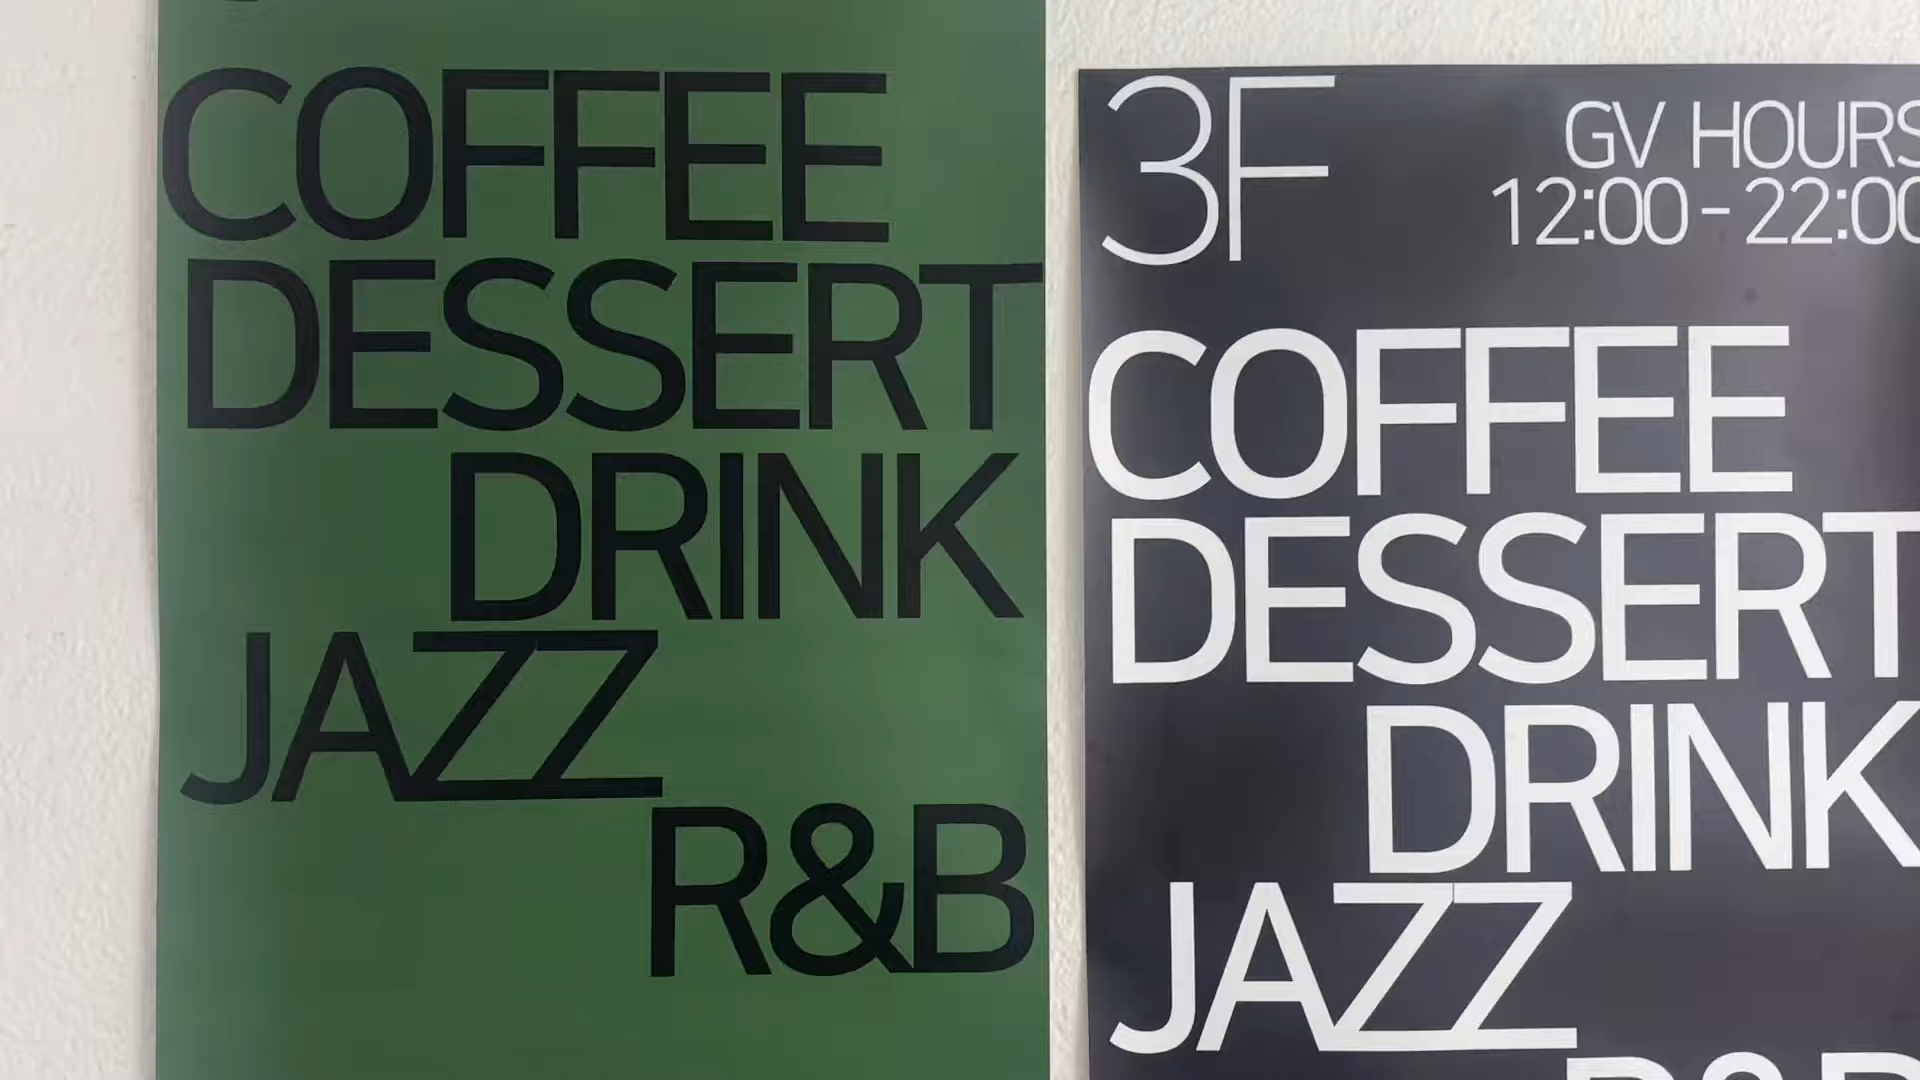 COFFEE
DESSERT
DRINK
JAZZ
R&B
3F
GV HOURS
12:00 - 22:00
COFFEE
DESSERT
DRINK
JAZZ
R&B